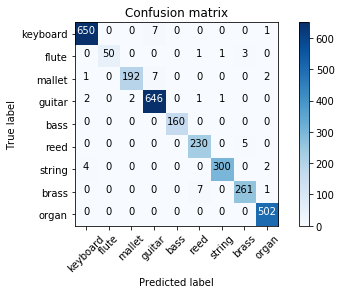 Confusion matrix
True label
keyboard 650 0 0 7 0 0 0 0 1
flute 0 50 0 0 0 1 1 3 0
mallet 1 0 192 7 0 0 0 0 2
guitar 2 0 2 646 0 1 1 0 0
bass 0 0 0 0 160 0 0 0 0
reed 0 0 0 0 0 230 0 5 0
string 4 0 0 0 0 0 300 0 2
brass 0 0 0 0 0 7 0 261 1
organ 0 0 0 0 0 0 0 0 502
keyboard flute mallet guitar bass reed string brass organ
Predicted label
600
500
400
300
200
100
0